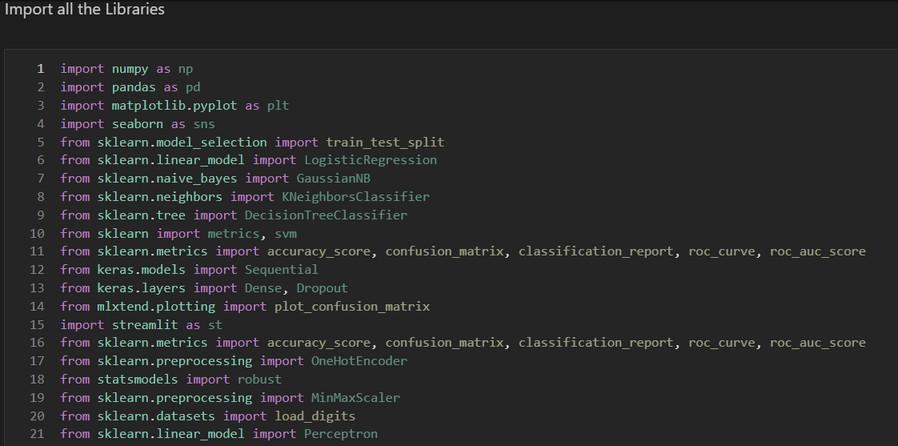 Import all the Libraries
1 import numpy as np
2 import pandas as pd
3 import matplotlib.pyplot as plt
4 import seaborn as sns
5 from sklearn.model_selection import train_test_split
6 from sklearn.linear_model import LogisticRegression
7 from sklearn.naive_bayes import GaussianNB
8 from sklearn.neighbors import KNeighborsClassifier
9 from sklearn.tree import DecisionTreeClassifier
10 from sklearn import metrics, svm
11 from sklearn.metrics import accuracy_score, confusion_matrix, classification_report, roc_curve, roc_auc_score
12 from keras.models import Sequential
13 from keras.layers import Dense, Dropout
14 from mlxtend.plotting import plot_confusion_matrix
15 import streamlit as st
16 from sklearn.metrics import accuracy_score, confusion_matrix, classification_report, roc_curve, roc_auc_score
17 from sklearn.preprocessing import OneHotEncoder
18 from statsmodels import robust
19 from sklearn.preprocessing import MinMaxScaler
20 from sklearn.datasets import load_digits
21 from sklearn.linear_model import Perceptron